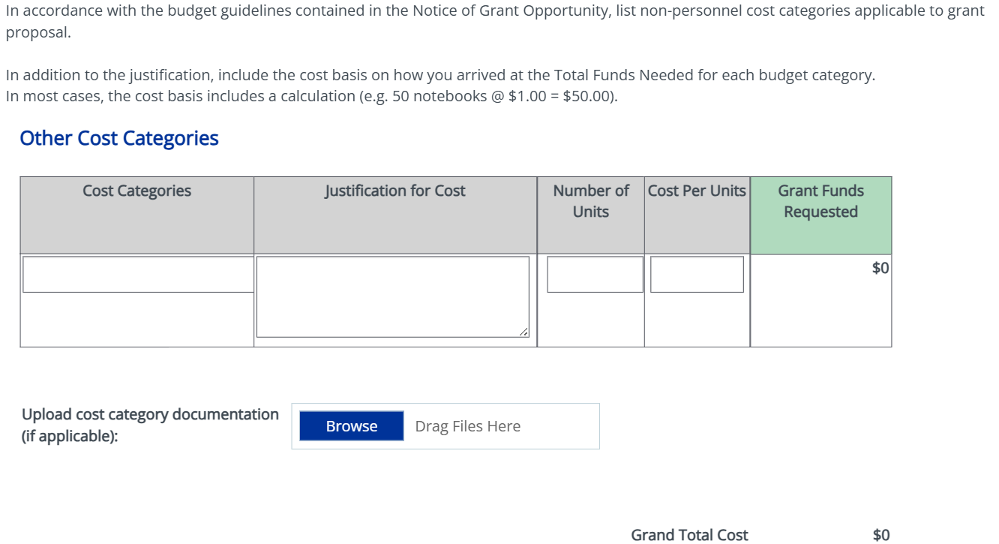 In accordance with the budget guidelines contained in the Notice of Grant Opportunity, list non-personnel cost categories applicable to grant
proposal.
In addition to the justification, include the cost basis on how you arrived at the Total Funds Needed for each budget category.
In most cases, the cost basis includes a calculation (e.g. 50 notebooks @ $1.00 = $50.00).
Other Cost Categories
Cost Categories
Justification for Cost
Number of
Units
Cost Per Units
Grant Funds
Requested
$0
Upload cost category documentation
(if applicable):
Browse
Drag Files Here
Grand Total Cost
$0